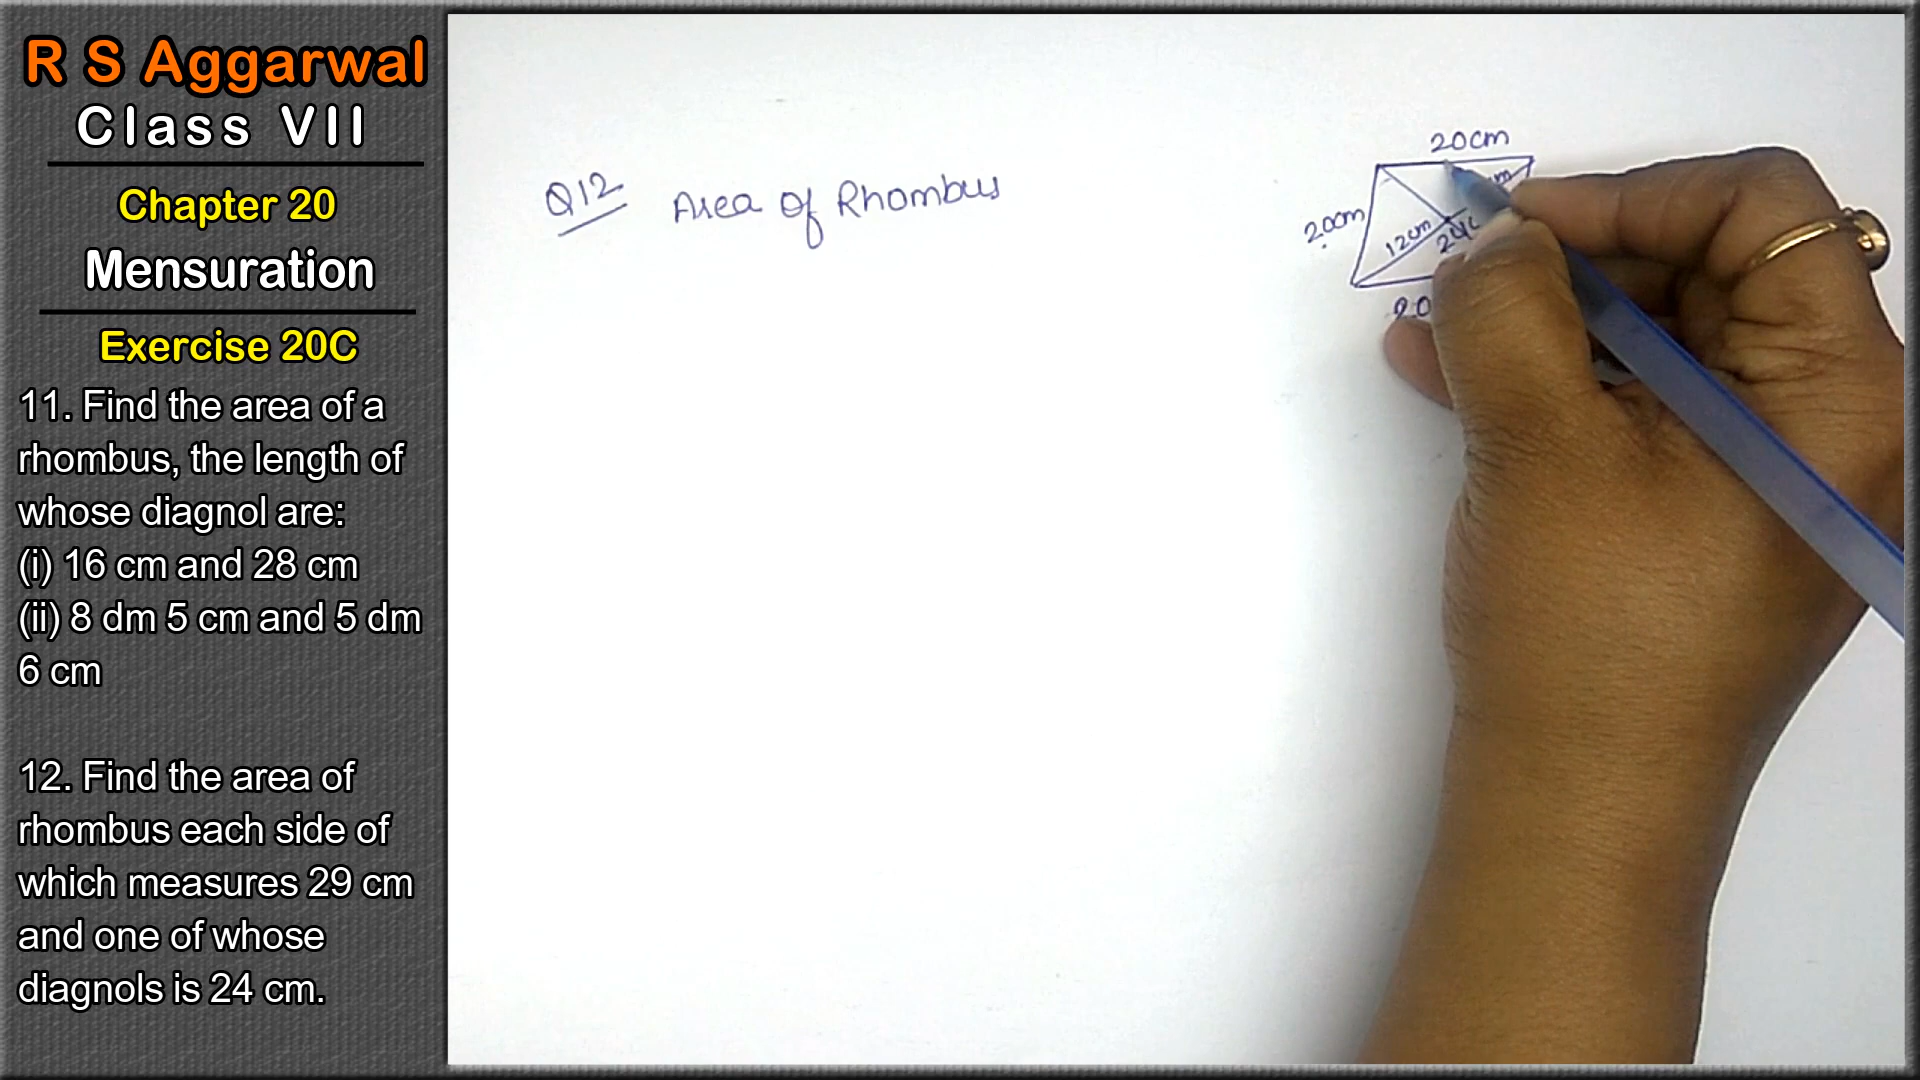 R S Aggarwal
Class VII
Chapter 20
Mensuration
Exercise 20C
11. Find the area of a
rhombus, the length of
whose diagnol are:
(i) 16 cm and 28 cm
(ii) 8 dm 5 cm and 5 dm
6 cm
12. Find the area of
rhombus each side of
which measures 29 cm
and one of whose
diagnols is 24 cm.
Q12 Area of Rhombus
20cm
20cm
12cm